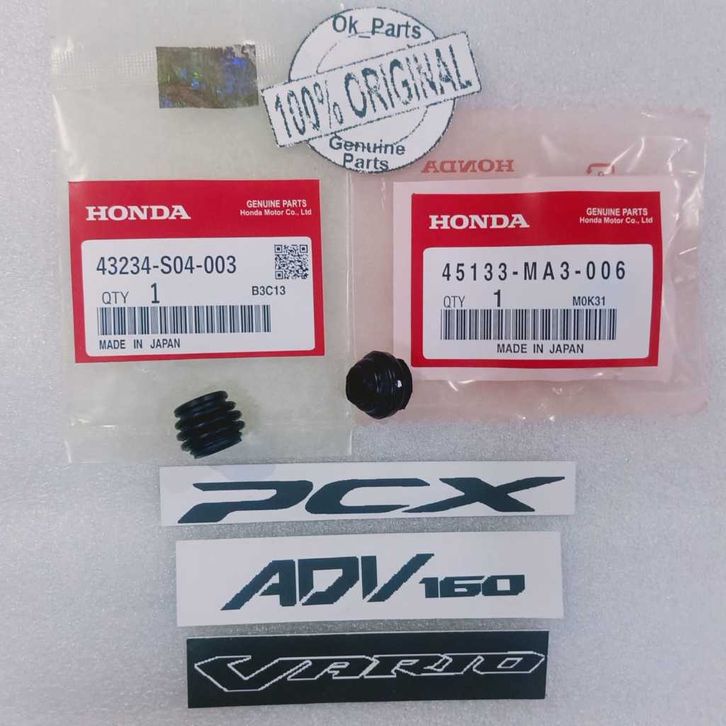 Ok_Parts
100% ORIGINAL
Genuine
Parts
HONDA
GENUINE PARTS
Honda Motor Co., Ltd
43234-S04-003
QTY 1
B3C13
MADE IN JAPAN
HONDA
HONDA
GENUINE PARTS
Honda Motor Co., Ltd
45133-MA3-006
QTY 1
M0K31
MADE IN JAPAN
PCX
ADV160
VARIO